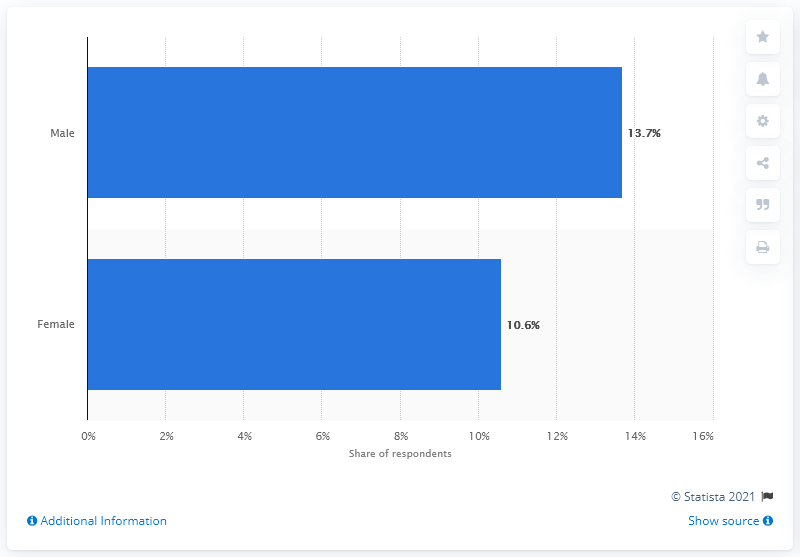 Male
13.7%
Female
10.6%
0% 2% 4% 6% 8% 10% 12% 14% 16%
Share of respondents
© Statista 2021
Additional Information
Show source